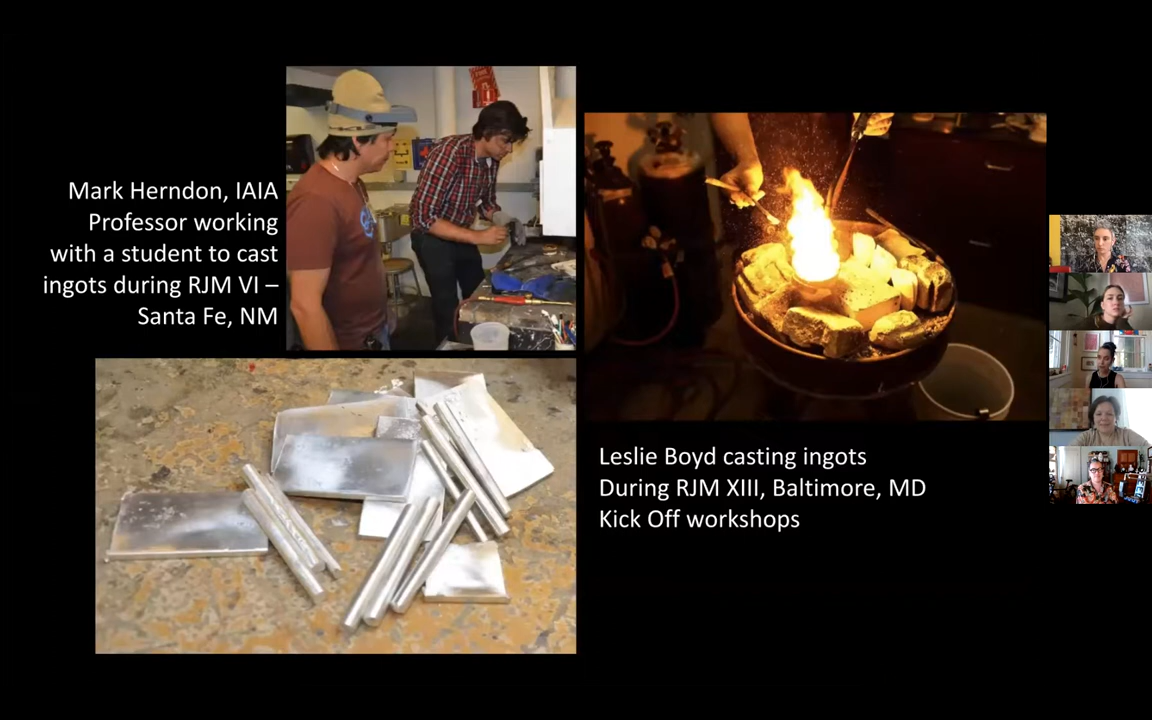 Mark Herndon, IAIA
Professor working
with a student to cast
ingots during RJM VI –
Santa Fe, NM
Leslie Boyd casting ingots
During RJM XIII, Baltimore, MD
Kick Off workshops